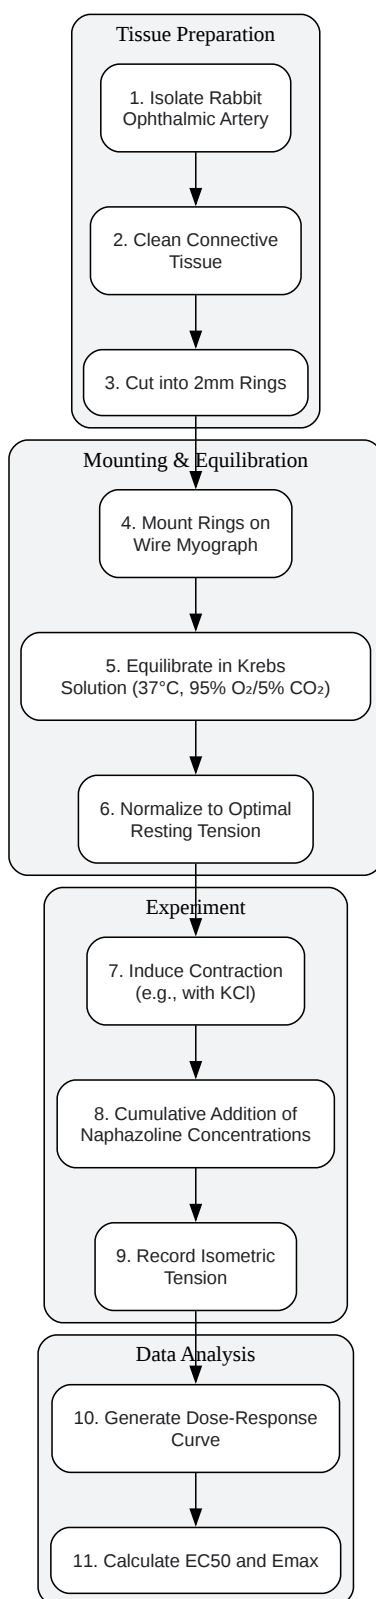 Tissue Preparation
1. Isolate Rabbit
Ophthalmic Artery
2. Clean Connective
Tissue
3. Cut into 2mm Rings
Mounting & Equilibration
4. Mount Rings on
Wire Myograph
5. Equilibrate in Krebs
Solution (37°C, 95% O₂/5% CO₂)
6. Normalize to Optimal
Resting Tension
Experiment
7. Induce Contraction
(e.g., with KCl)
8. Cumulative Addition of
Naphazoline Concentrations
9. Record Isometric
Tension
Data Analysis
10. Generate Dose-Response
Curve
11. Calculate EC50 and Emax